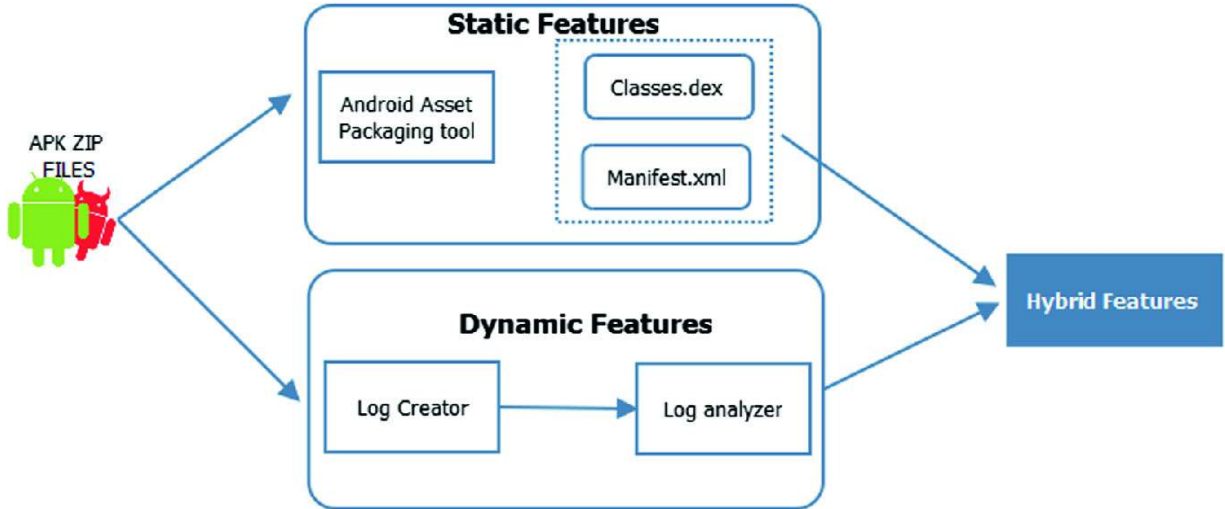 APK ZIP
FILES
Static Features
Android Asset
Packaging tool
Classes.dex
Manifest.xml
Dynamic Features
Log Creator
Log analyzer
Hybrid Features